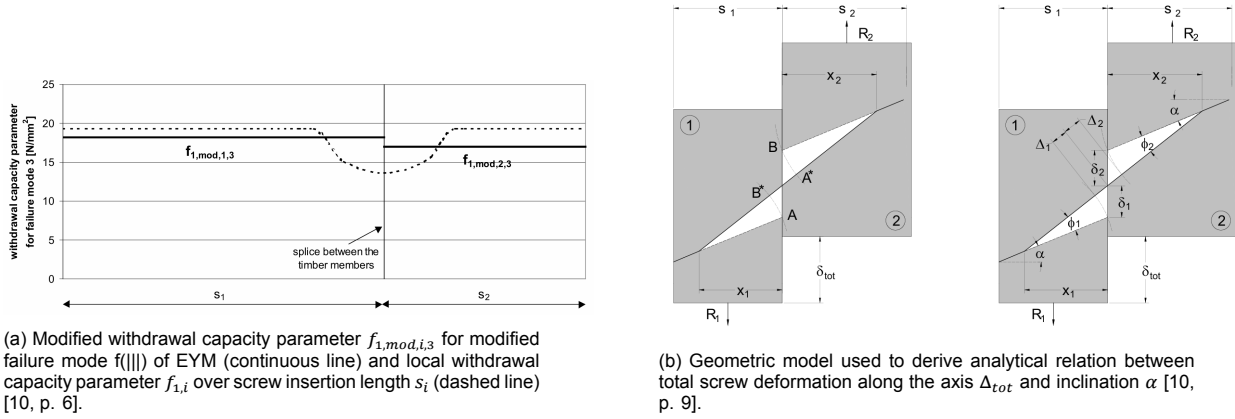 withdrawal capacity parameter
for failure mode 3 [N/mm²]
25
20
15
10
5
0
f1,mod,1,3
f1,mod,2,3
splice between the
timber members
s1
s2
(a) Modified withdrawal capacity parameter f1,mod,i,3 for modified
failure mode f(|||) of EYM (continuous line) and local withdrawal
capacity parameter f1,i over screw insertion length si (dashed line)
[10, p. 6].
s 1
s 2
R2
x2
1
B
B*
A*
A
2
δtot
x1
R1
s 1
s 2
R2
x2
α
1
Δ2
Δ1
ϕ2
δ2
δ1
ϕ1
2
α
δtot
x1
R1
(b) Geometric model used to derive analytical relation between
total screw deformation along the axis Δtot and inclination α [10,
p. 9].